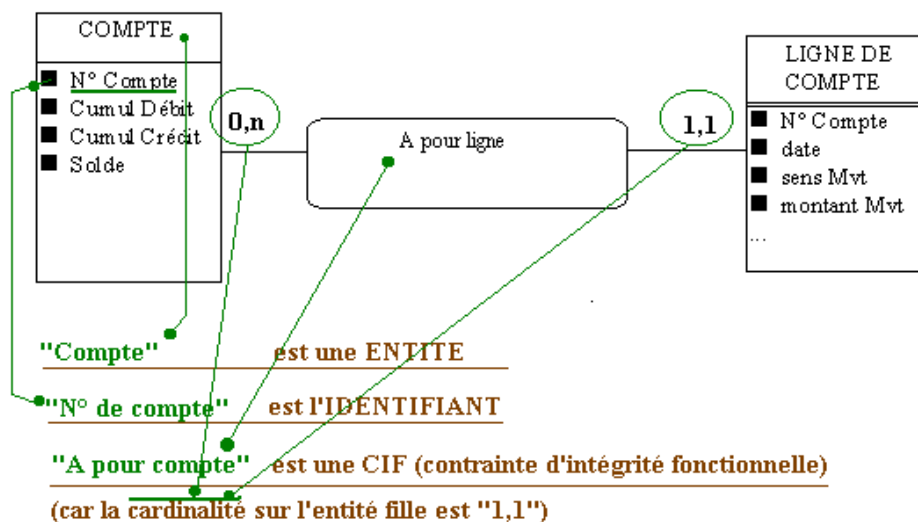 COMPTE
N° Compte
Cumul Débit
Cumul Crédit
Solde
0,n
A pour ligne
1,1
LIGNE DE
COMPTE
N° Compte
date
sens Mvt
montant Mvt
...
"Compte" est une ENTITE
"N° de compte" est l'IDENTIFIANT
"A pour compte" est une CIF (contrainte d'intégrité fonctionnelle)
(car la cardinalité sur l'entité fille est "1,1")